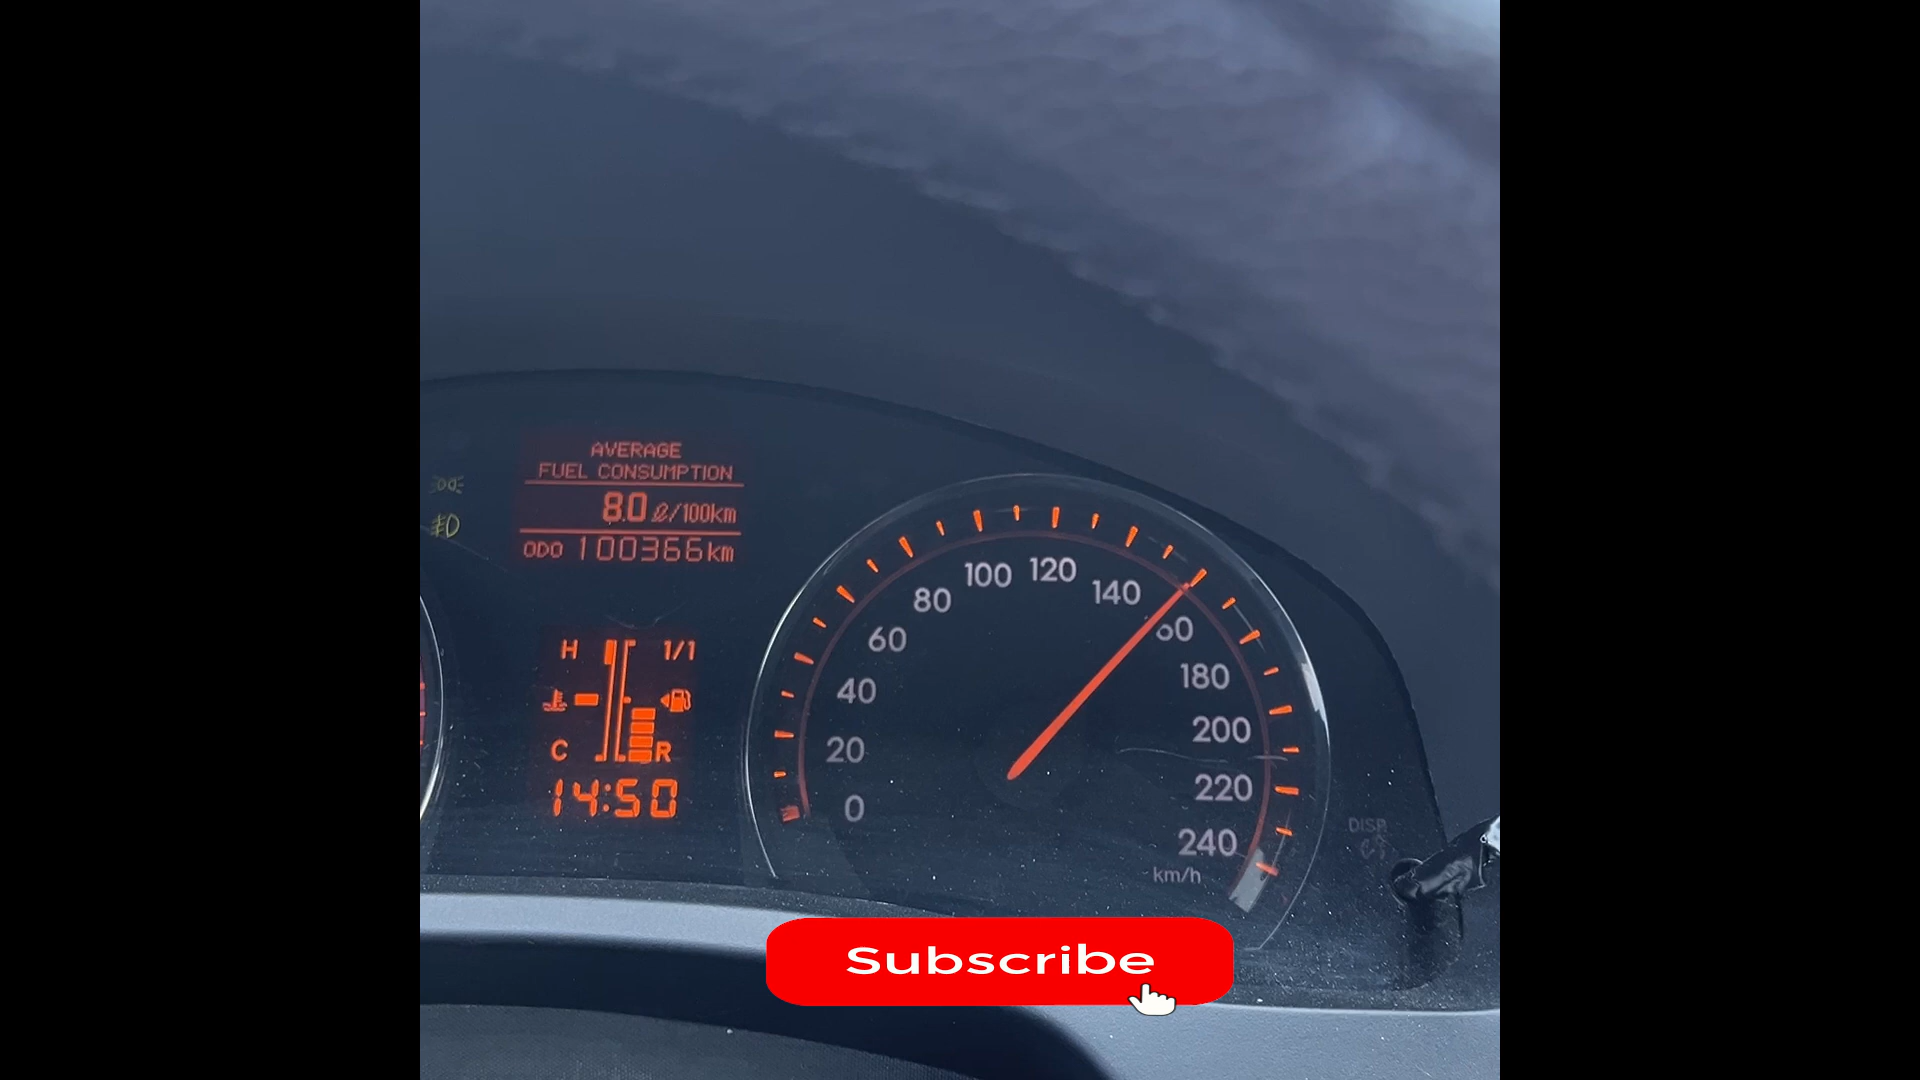 AVERAGE
FUEL CONSUMPTION
8.0 ℓ/100km
ODO 100366km
H 1/1
C R
14:50
0
20
40
60
80
100
120
140
60
180
200
220
240
km/h
DISP
Subscribe